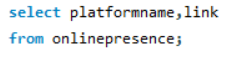 select platformname,link
from onlinepresence;